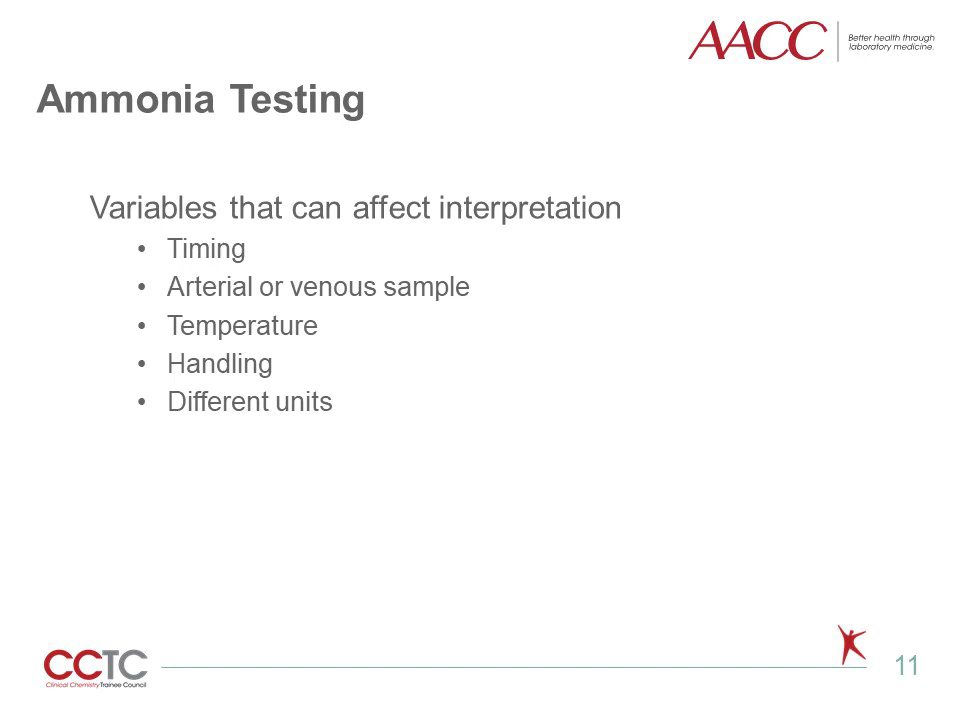 AACC
Better health through
laboratory medicine.
Ammonia Testing
Variables that can affect interpretation
• Timing
• Arterial or venous sample
• Temperature
• Handling
• Different units
CCTC
Clinical Chemistry Trainee Council
11